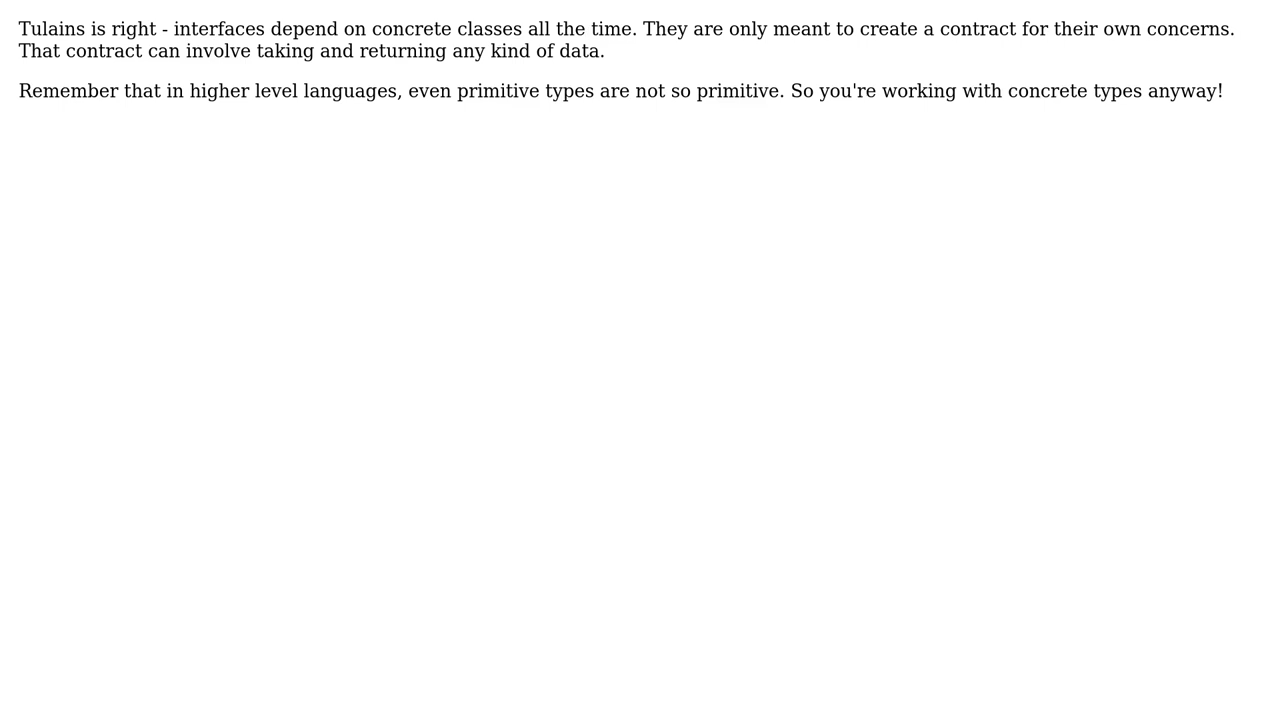 Tulains is right - interfaces depend on concrete classes all the time. They are only meant to create a contract for their own concerns.
That contract can involve taking and returning any kind of data.
Remember that in higher level languages, even primitive types are not so primitive. So you're working with concrete types anyway!